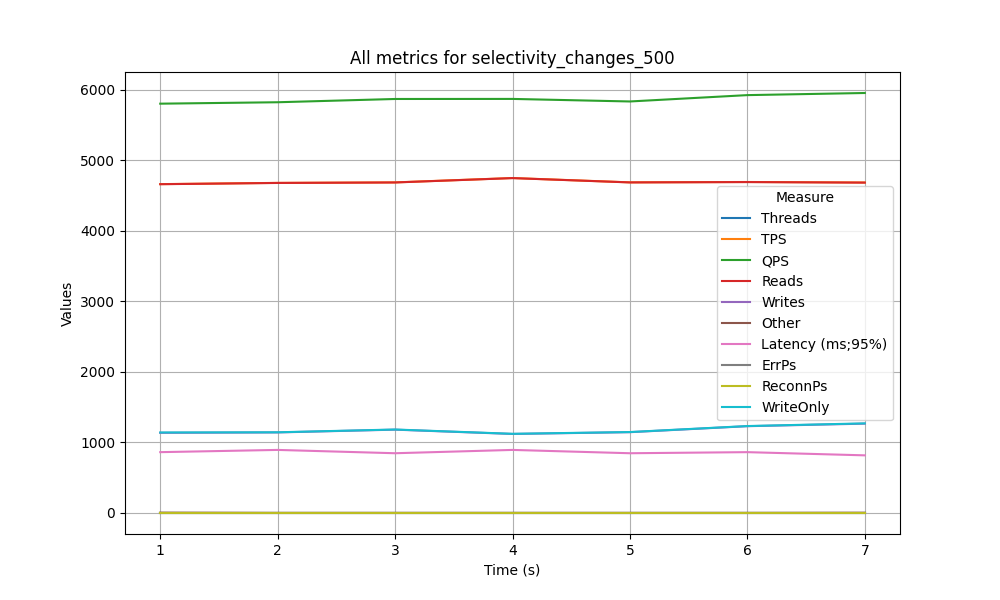 All metrics for selectivity_changes_500
6000
5000
4000
3000
2000
1000
0
Values
Measure
Threads
TPS
QPS
Reads
Writes
Other
Latency (ms;95%)
ErrPs
ReconnPs
WriteOnly
1 2 3 4 5 6 7
Time (s)